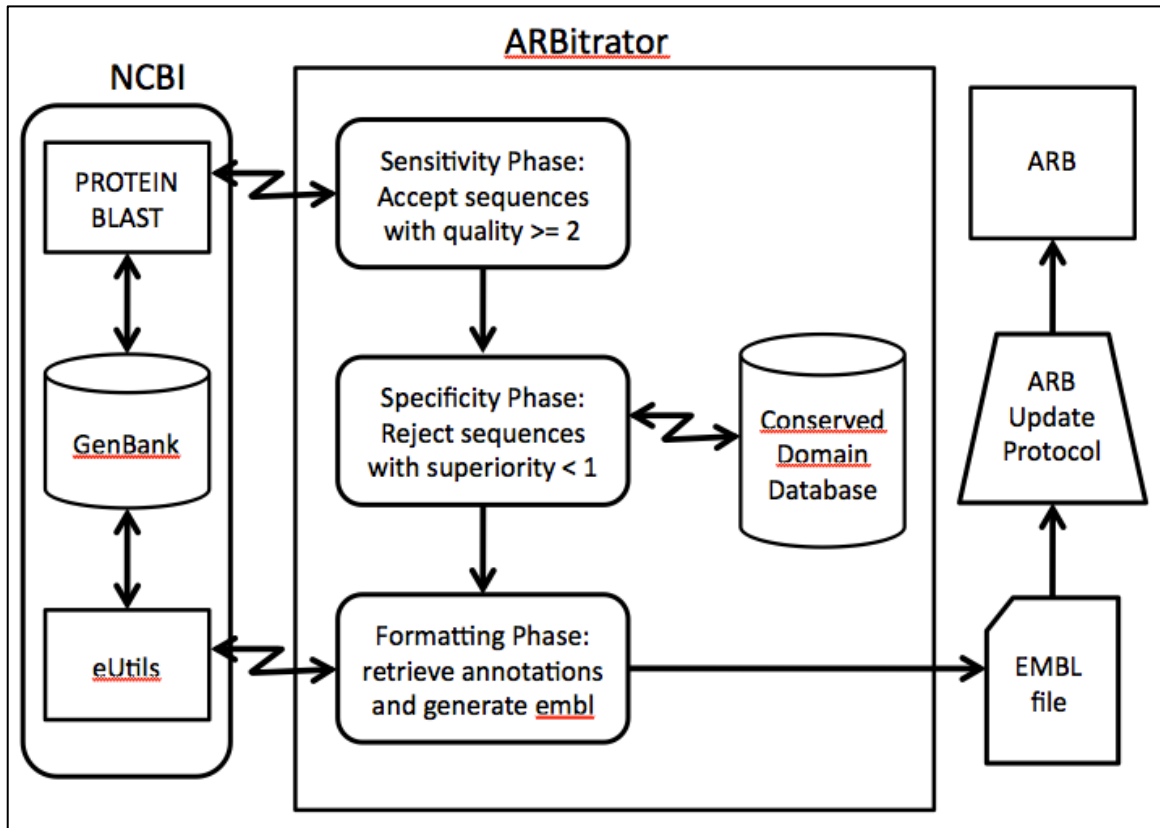 ARBitrator
NCBI
PROTEIN
BLAST
GenBank
eUtils
Sensitivity Phase:
Accept sequences
with quality >= 2
Specificity Phase:
Reject sequences
with superiority < 1
Formatting Phase:
retrieve annotations
and generate embl
Conserved
Domain
Database
ARB
ARB
Update
Protocol
EMBL
file